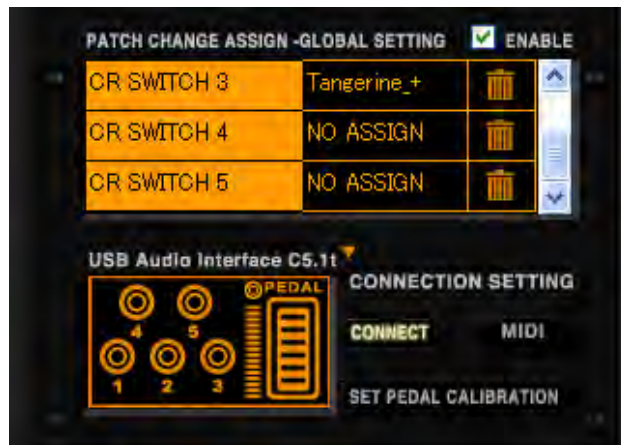 PATCH CHANGE ASSIGN -GLOBAL SETTING ENABLE
CR SWITCH 3 Tangerine_+
CR SWITCH 4 NO ASSIGN
CR SWITCH 5 NO ASSIGN
USB Audio Interface C5.1t
CONNECTION SETTING
PEDAL
4 5
CONNECT MIDI
1 2 3
SET PEDAL CALIBRATION